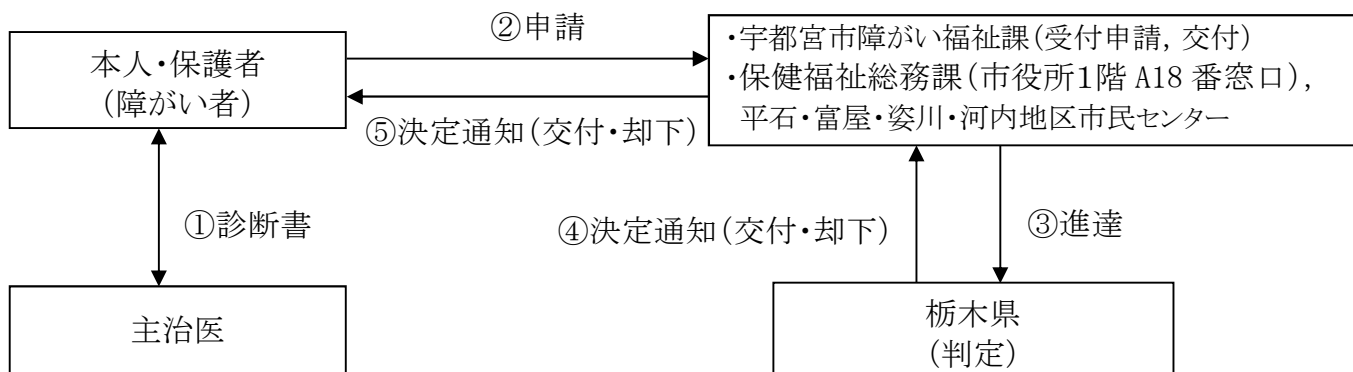 ②申請
・宇都宮市障がい福祉課(受付申請, 交付)
・保健福祉総務課(市役所1階 A18 番窓口),
平石・富屋・姿川・河内地区市民センター
本人・保護者
(障がい者)
⑤決定通知(交付・却下)
①診断書
④決定通知(交付・却下)
③進達
主治医
栃木県
(判定)